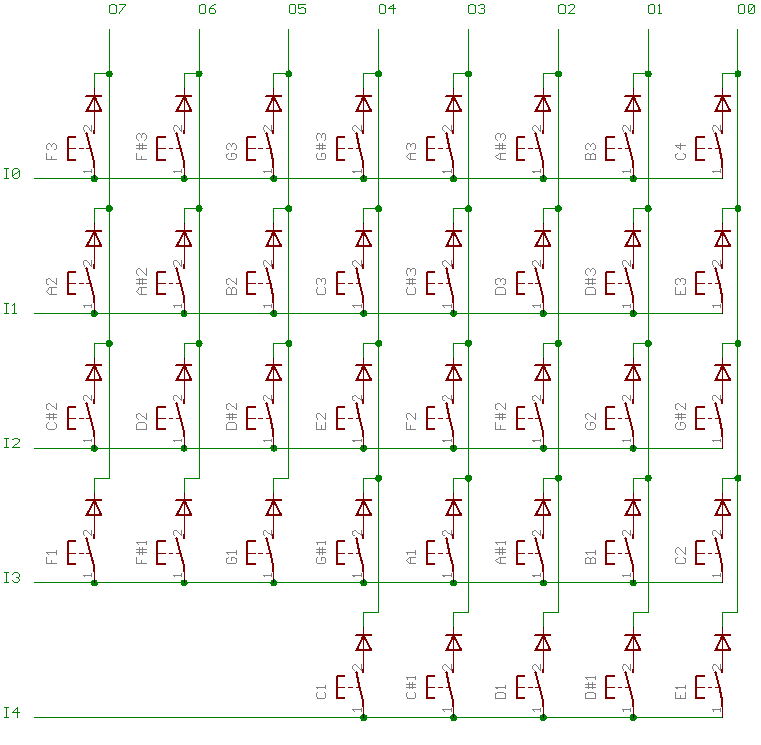 O7 O6 O5 O4 O3 O2 O1 O0
2 2 2 2 2 2 2 2
F3 F#3 G3 G#3 A3 A#3 B3 C4
1 1 1 1 1 1 1 1
I0
2 2 2 2 2 2 2 2
A2 A#2 B2 C3 C#3 D3 D#3 E3
1 1 1 1 1 1 1 1
I1
2 2 2 2 2 2 2 2
C#2 D2 D#2 E2 F2 F#2 G2 G#2
1 1 1 1 1 1 1 1
I2
2 2 2 2 2 2 2 2
F1 F#1 G1 G#1 A1 A#1 B1 C2
1 1 1 1 1 1 1 1
I3
2 2 2 2 2
C1 C#1 D1 D#1 E1
1 1 1 1 1
I4